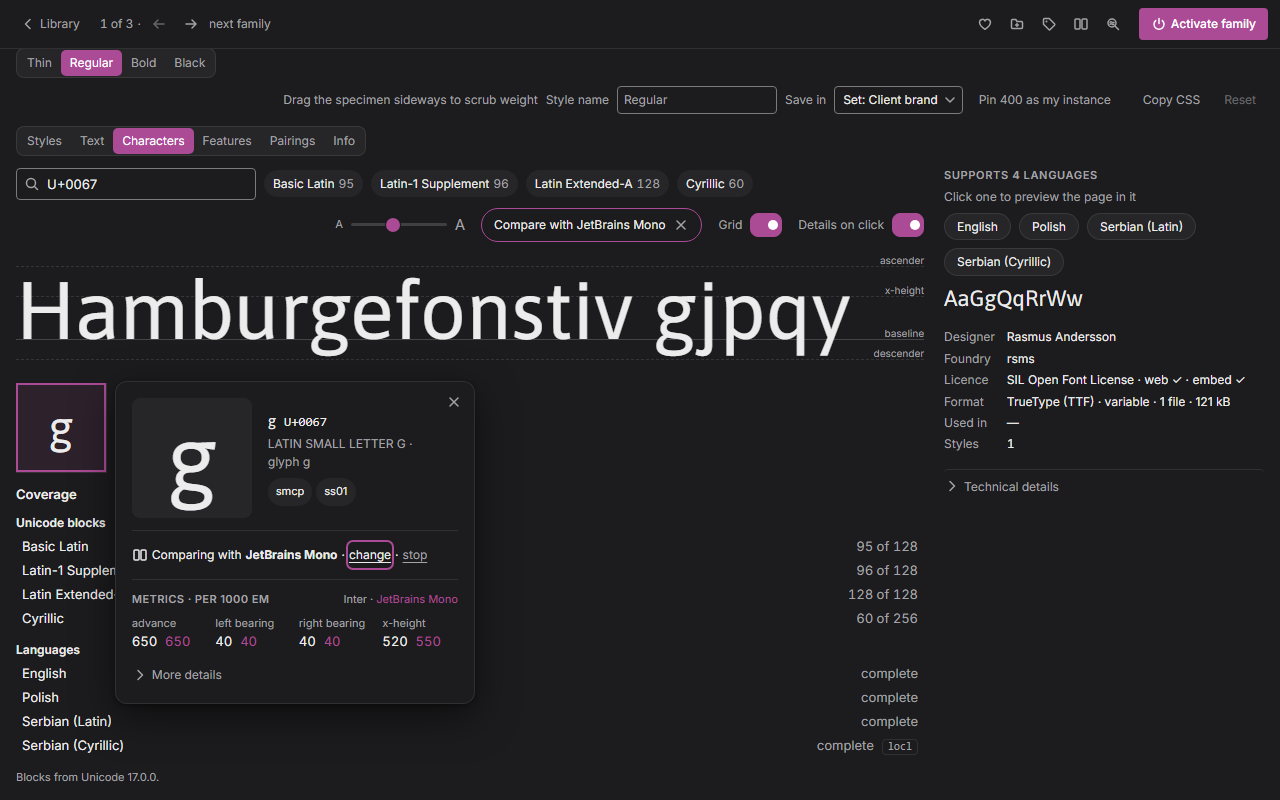 Library 1 of 3 · next family Activate family
Thin Regular Bold Black
Drag the specimen sideways to scrub weight Style name Regular Save in Set: Client brand Pin 400 as my instance Copy CSS Reset
Styles Text Characters Features Pairings Info
U+0067 Basic Latin 95 Latin-1 Supplement 96 Latin Extended-A 128 Cyrillic 60
A A Compare with JetBrains Mono Grid Details on click
ascender
x-height
Hamburgefonstiv gjpqy
baseline
descender
g
g
g U+0067
LATIN SMALL LETTER G ·
glyph g
smcp ss01
Comparing with JetBrains Mono · change · stop
METRICS · PER 1000 EM Inter · JetBrains Mono
advance left bearing right bearing x-height
650 650 40 40 40 40 520 550
More details
Coverage
Unicode blocks
Basic Latin 95 of 128
Latin-1 Supplem 96 of 128
Latin Extended- 128 of 128
Cyrillic 60 of 256
Languages
English complete
Polish complete
Serbian (Latin) complete
Serbian (Cyrillic) complete locl
Blocks from Unicode 17.0.0.
SUPPORTS 4 LANGUAGES
Click one to preview the page in it
English Polish Serbian (Latin)
Serbian (Cyrillic)
AaGgQqRrWw
Designer Rasmus Andersson
Foundry rsms
Licence SIL Open Font License · web ✓ · embed ✓
Format TrueType (TTF) · variable · 1 file · 121 kB
Used in —
Styles 1
Technical details